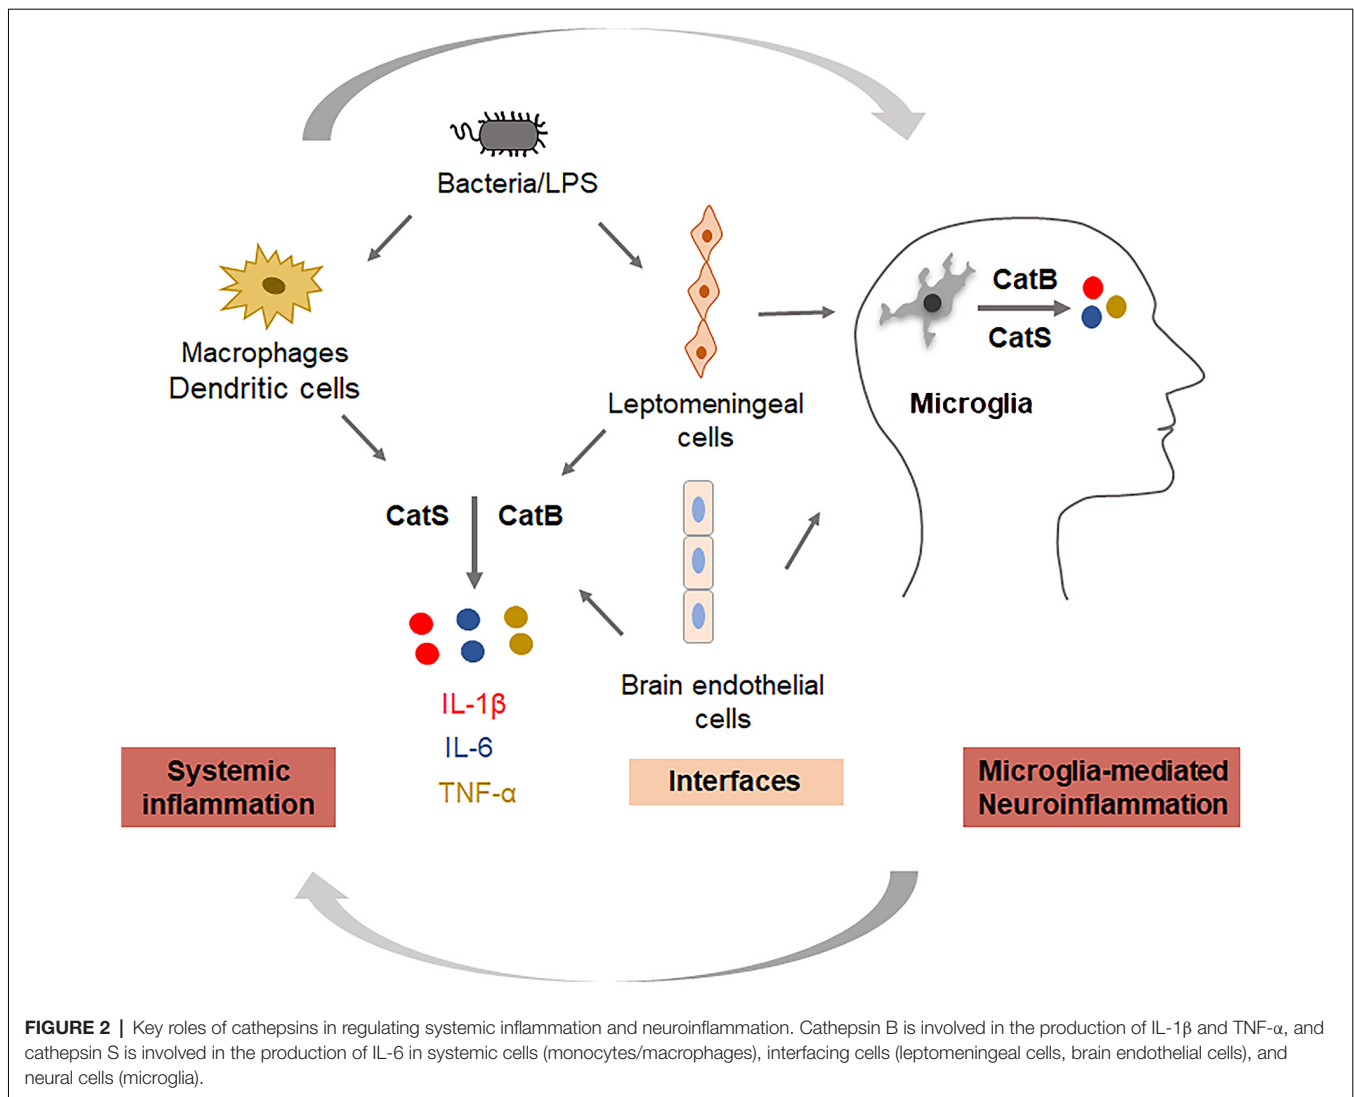 Bacteria/LPS
Macrophages
Dendritic cells
Leptomeningeal
cells
CatB
CatS
Microglia
CatS
CatB
IL-1β
IL-6
TNF-α
Brain endothelial
cells
Systemic
inflammation
Interfaces
Microglia-mediated
Neuroinflammation
FIGURE 2 | Key roles of cathepsins in regulating systemic inflammation and neuroinflammation. Cathepsin B is involved in the production of IL-1β and TNF-α, and
cathepsin S is involved in the production of IL-6 in systemic cells (monocytes/macrophages), interfacing cells (leptomeningeal cells, brain endothelial cells), and
neural cells (microglia).